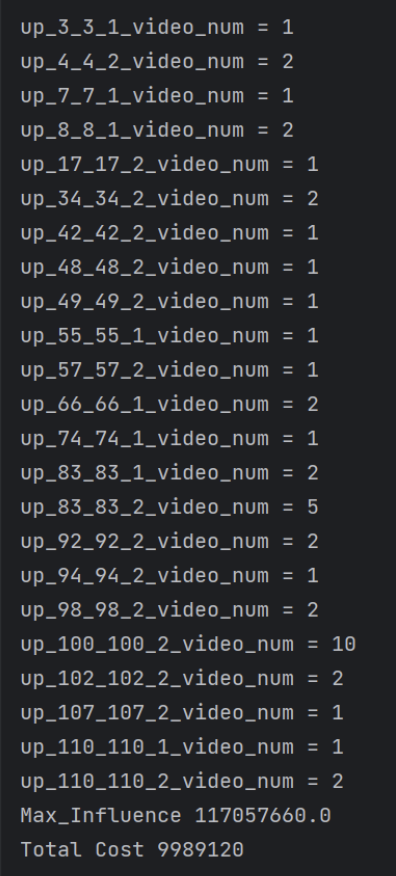 up_3_3_1_video_num = 1
up_4_4_2_video_num = 2
up_7_7_1_video_num = 1
up_8_8_1_video_num = 2
up_17_17_2_video_num = 1
up_34_34_2_video_num = 2
up_42_42_2_video_num = 1
up_48_48_2_video_num = 1
up_49_49_2_video_num = 1
up_55_55_1_video_num = 1
up_57_57_2_video_num = 1
up_66_66_1_video_num = 2
up_74_74_1_video_num = 1
up_83_83_1_video_num = 2
up_83_83_2_video_num = 5
up_92_92_2_video_num = 2
up_94_94_2_video_num = 1
up_98_98_2_video_num = 2
up_100_100_2_video_num = 10
up_102_102_2_video_num = 2
up_107_107_2_video_num = 1
up_110_110_1_video_num = 1
up_110_110_2_video_num = 2
Max_Influence 117057660.0
Total Cost 9989120